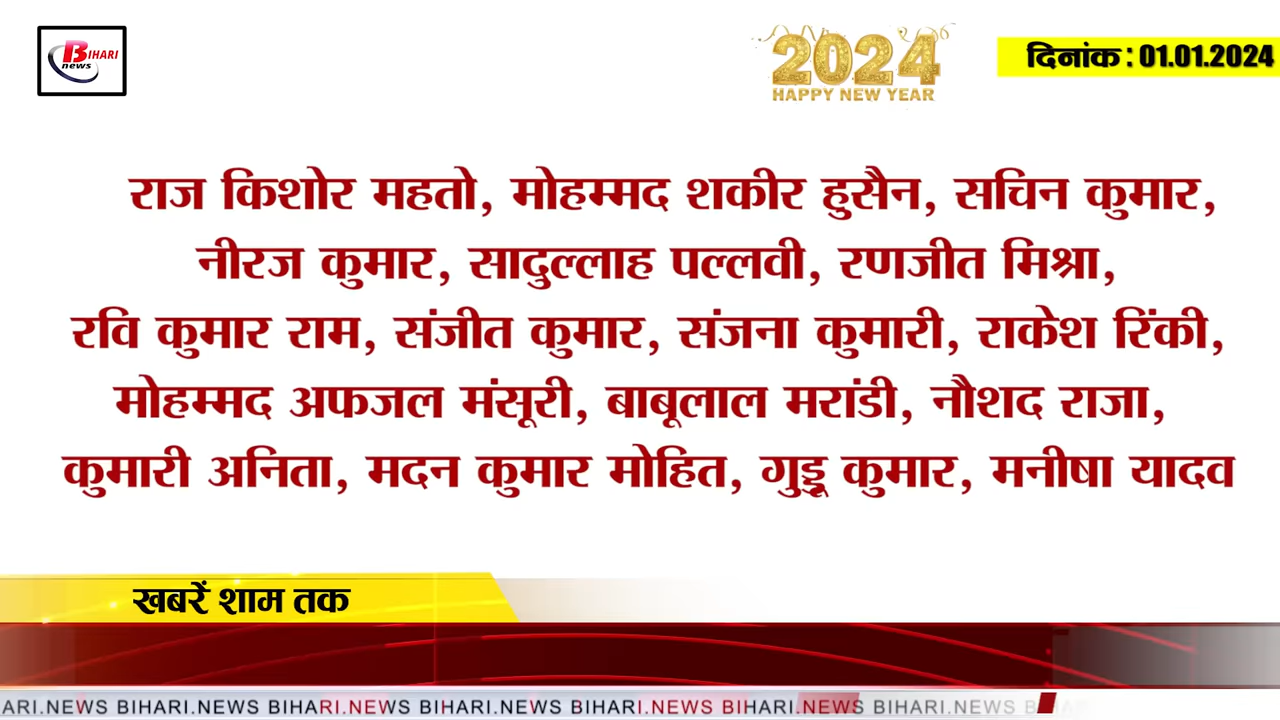 BIHARI
news
2024
HAPPY NEW YEAR
दिनांक : 01.01.2024
राज किशोर महतो, मोहम्मद शकीर हुसैन, सचिन कुमार,
नीरज कुमार, सादुल्लाह पल्लवी, रणजीत मिश्रा,
रवि कुमार राम, संजीत कुमार, संजना कुमारी, राकेश रिंकी,
मोहम्मद अफजल मंसूरी, बाबूलाल मरांडी, नौशद राजा,
कुमारी अनिता, मदन कुमार मोहित, गुड्डू कुमार, मनीषा यादव
खबरें शाम तक
ARI.NEWS BIHARI.NEWS BIHARI.NEWS BIHARI.NEWS BIHARI.NEWS BIHARI.NEWS BIHARI.NEWS